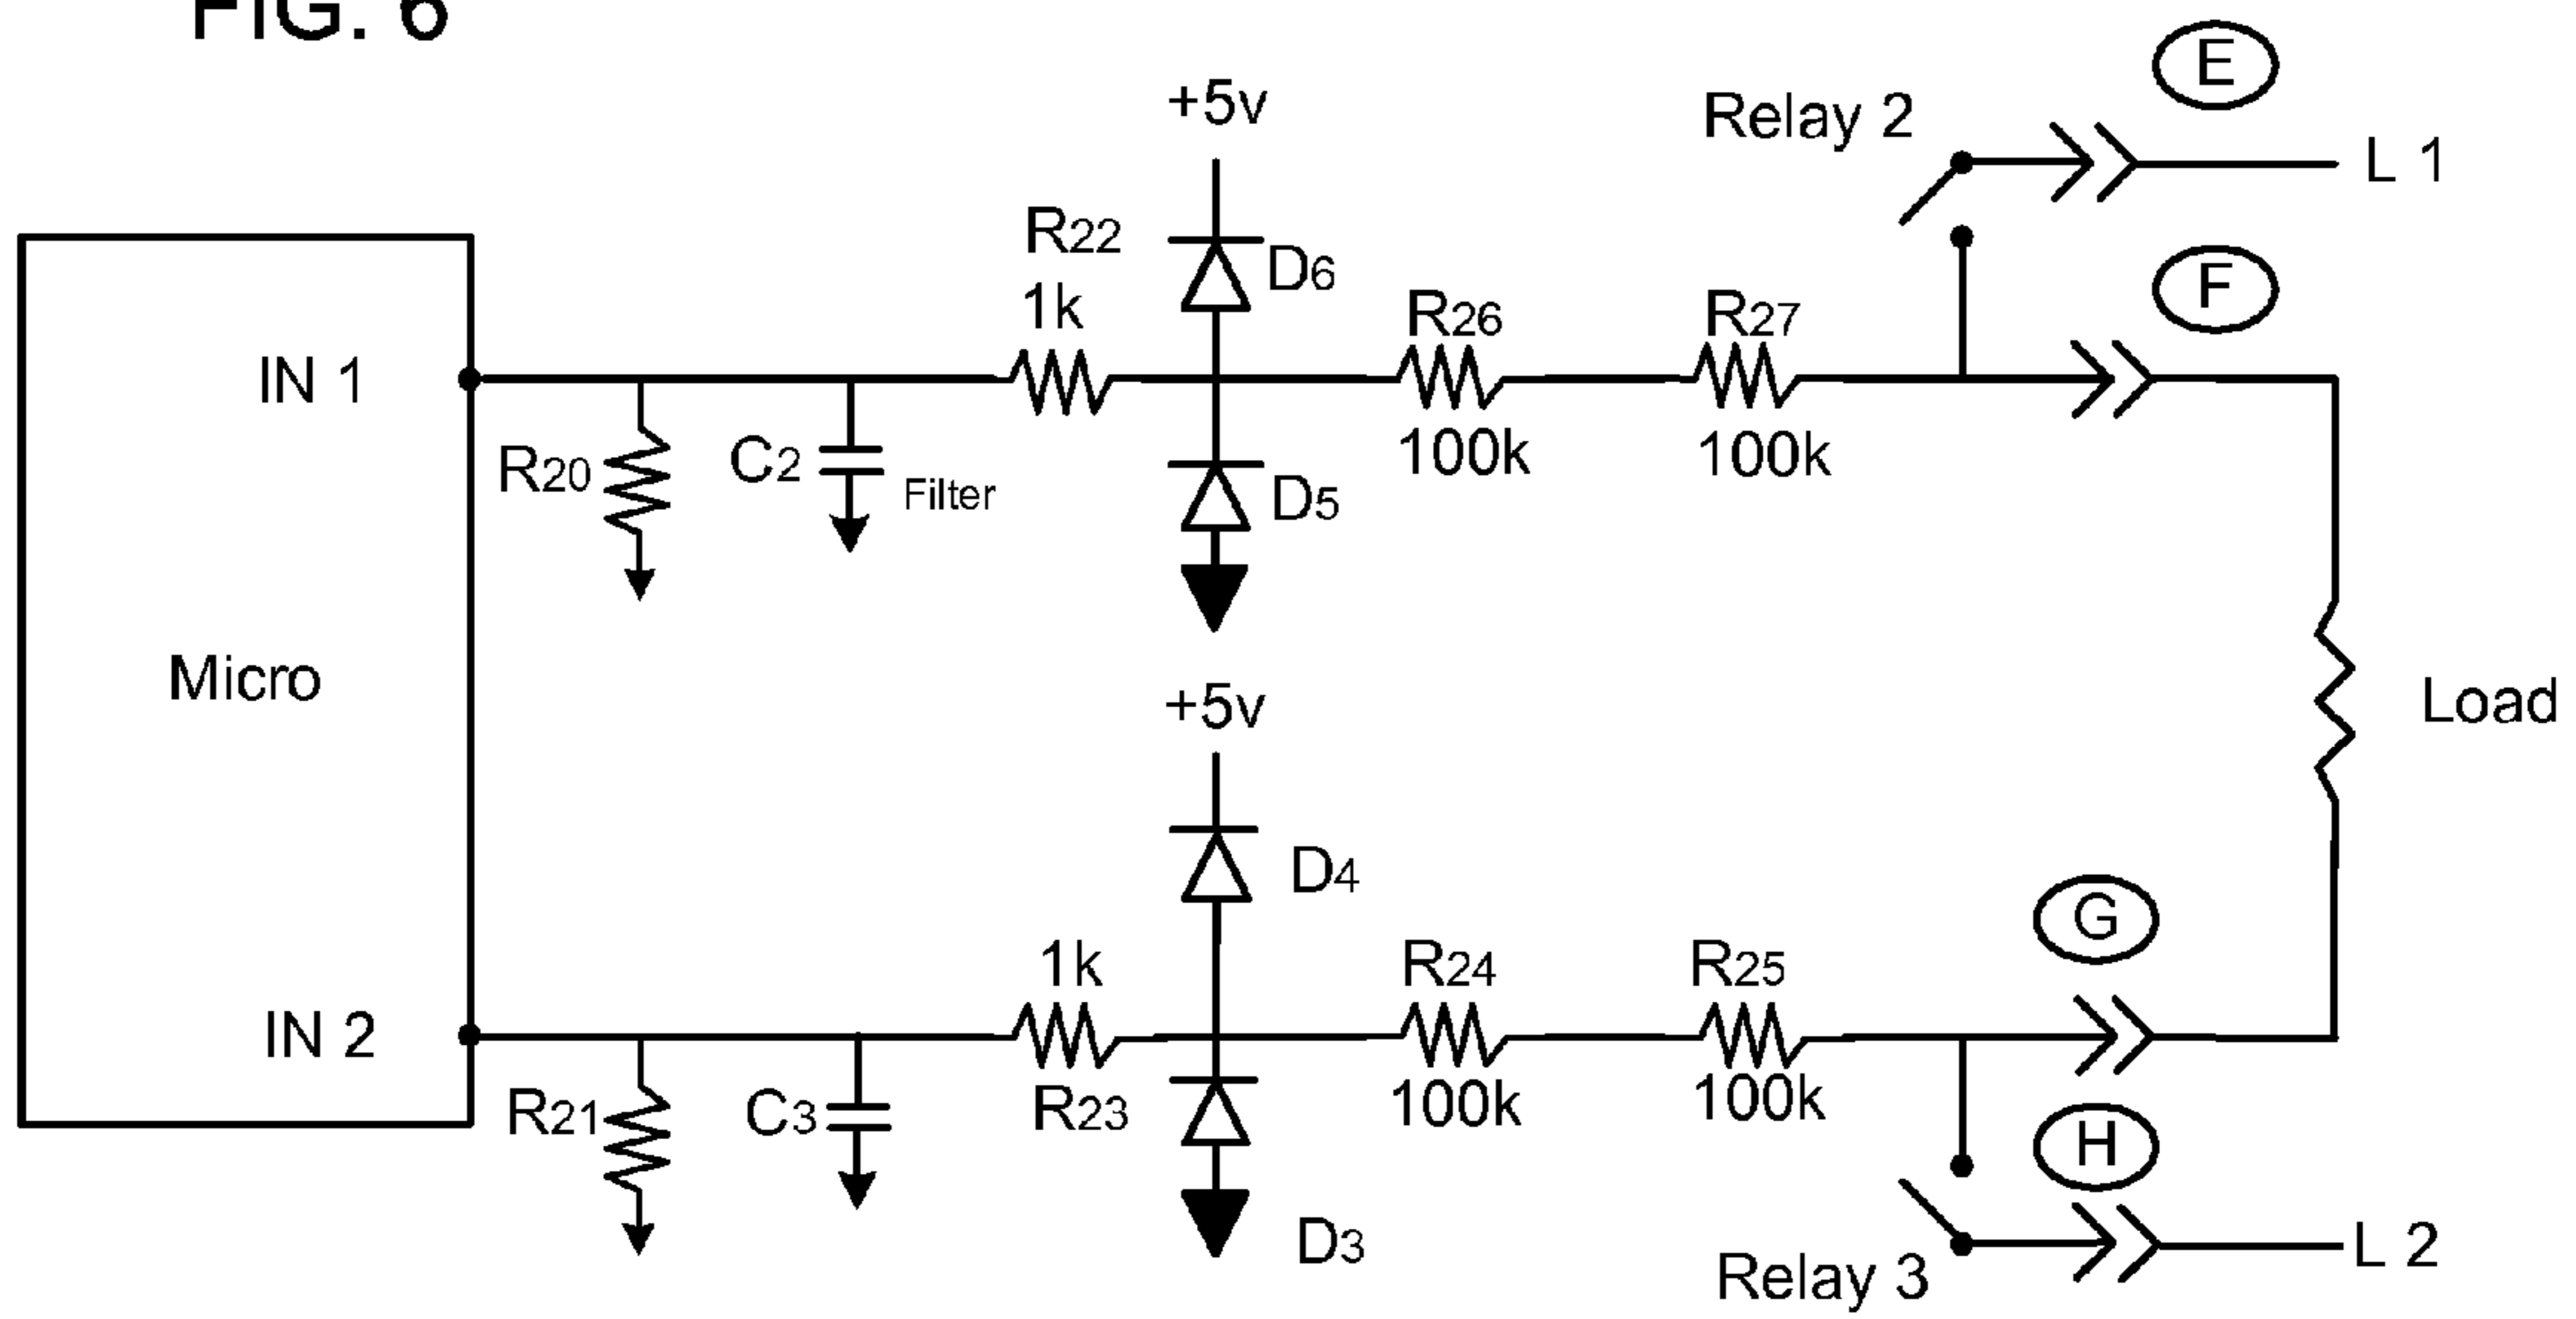 FIG. 6
+5v
E
Relay 2
L 1
R22
1k
D6
F
R26
R27
IN 1
100k
100k
R20
C2
Filter
D5
Micro
+5v
Load
D4
G
1k
R24
R25
IN 2
R21
C3
R23
100k
100k
H
D3
Relay 3
L 2